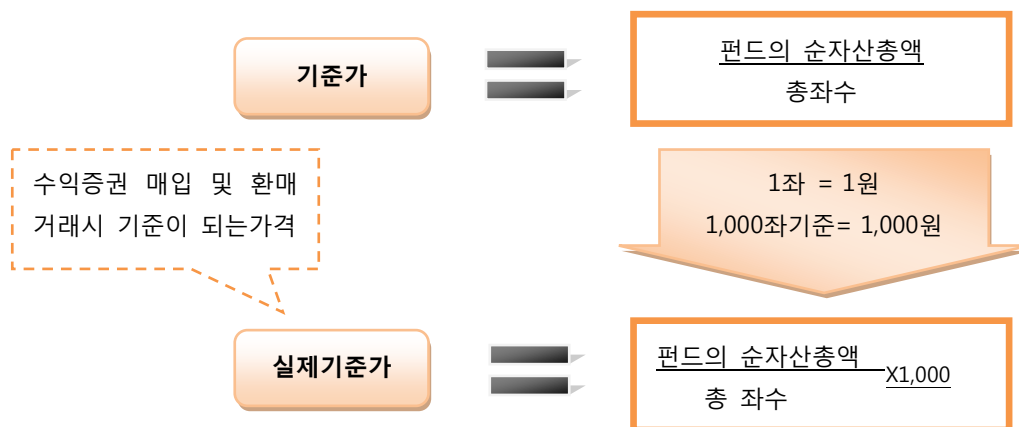 기준가
펀드의 순자산총액
총좌수
수익증권 매입 및 환매
거래시 기준이 되는가격
1좌 = 1원
1,000좌기준= 1,000원
실제기준가
펀드의 순자산총액
X1,000
총 좌수